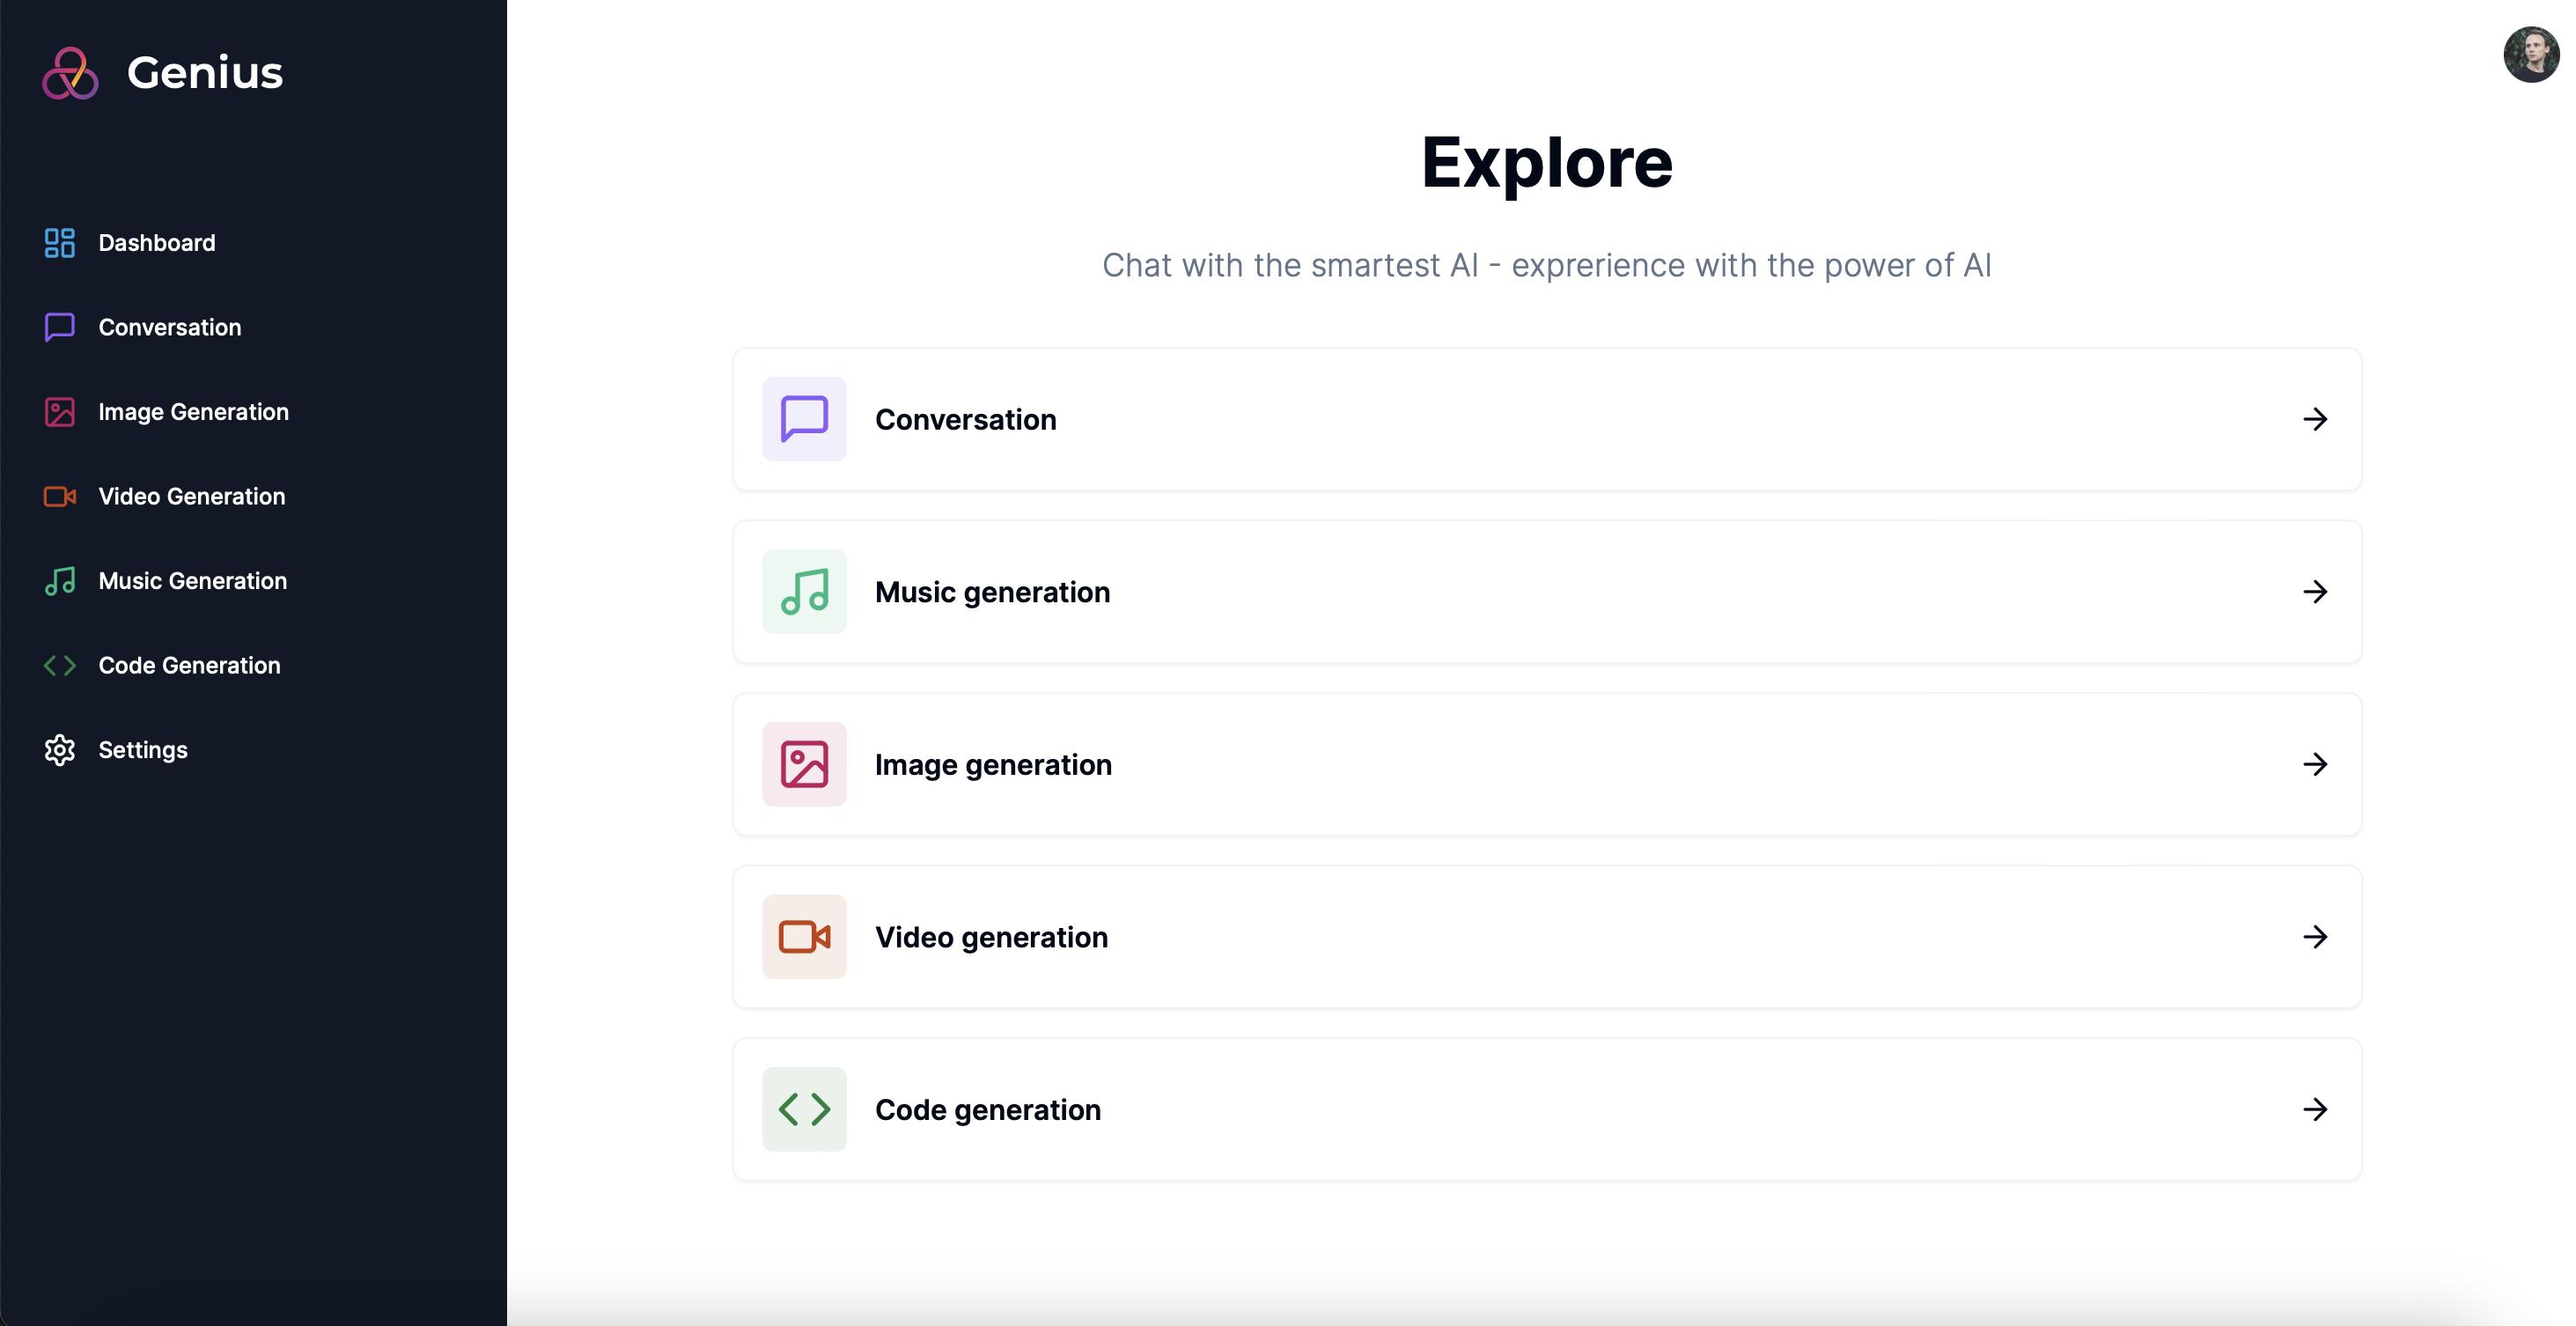 Genius
Dashboard
Conversation
Image Generation
Video Generation
Music Generation
Code Generation
Settings
Explore
Chat with the smartest AI - exprerience with the power of AI
Conversation
Music generation
Image generation
Video generation
Code generation